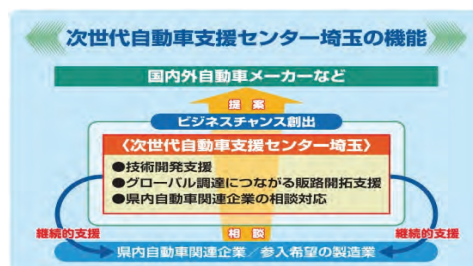 次世代自動車支援センター埼玉の機能
国内外自動車メーカーなど
提案
ビジネスチャンス創出
〈次世代自動車支援センター埼玉〉
●技術開発支援
●グローバル調達につながる販路開拓支援
●県内自動車関連企業の相談対応
継続的支援
相談
継続的支援
県内自動車関連企業／参入希望の製造業